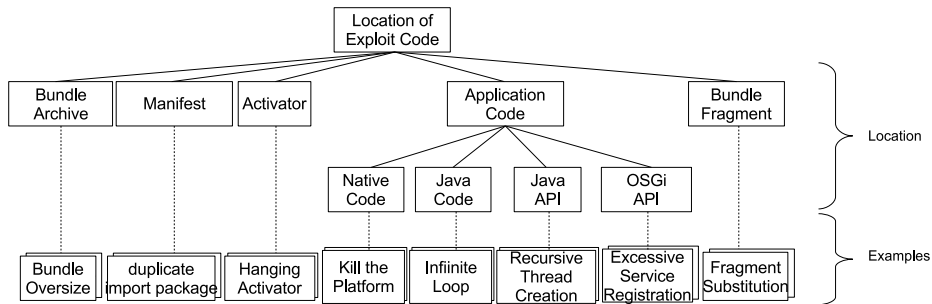 Location of
Exploit Code
Bundle
Archive
Manifest
Activator
Application
Code
Bundle
Fragment
Location
Native
Code
Java
Code
Java
API
OSGi
API
Bundle
Oversize
duplicate
import package
Hanging
Activator
Kill the
Platform
Infiinite
Loop
Recursive
Thread
Creation
Excessive
Service
Registration
Fragment
Substitution
Examples